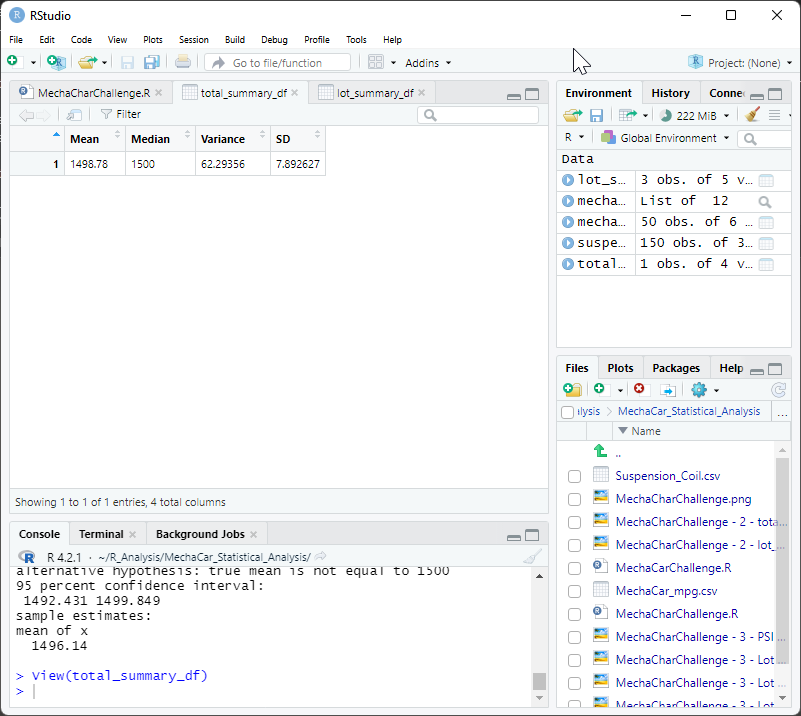 RStudio
File Edit Code View Plots Session Build Debug Profile Tools Help
Go to file/function Addins Project: (None)
MechaCharChallenge.R total_summary_df lot_summary_df
Filter
Mean Median Variance SD
1 1498.78 1500 62.29356 7.892627
Showing 1 to 1 of 1 entries, 4 total columns
Console Terminal Background Jobs
R 4.2.1 · ~/R_Analysis/MechaCar_Statistical_Analysis/
alternative hypothesis: true mean is not equal to 1500
95 percent confidence interval:
1492.431 1499.849
sample estimates:
mean of x
1496.14
> View(total_summary_df)
>
Environment History Connec
222 MiB
R Global Environment
Data
lot_s... 3 obs. of 5 v...
mecha... List of 12
mecha... 50 obs. of 6 ...
suspe... 150 obs. of 3...
total... 1 obs. of 4 v...
Files Plots Packages Help
lysis MechaCar_Statistical_Analysis ...
Name
..
Suspension_Coil.csv
MechaCharChallenge.png
MechaCharChallenge - 2 - tota
MechaCharChallenge - 2 - lot_
MechaCarChallenge.R
MechaCar_mpg.csv
MechaCharChallenge.R
MechaCharChallenge - 3 - PSI
MechaCharChallenge - 3 - Lot
MechaCharChallenge - 3 - Lot
MechaCharChallenge - 3 - Lot